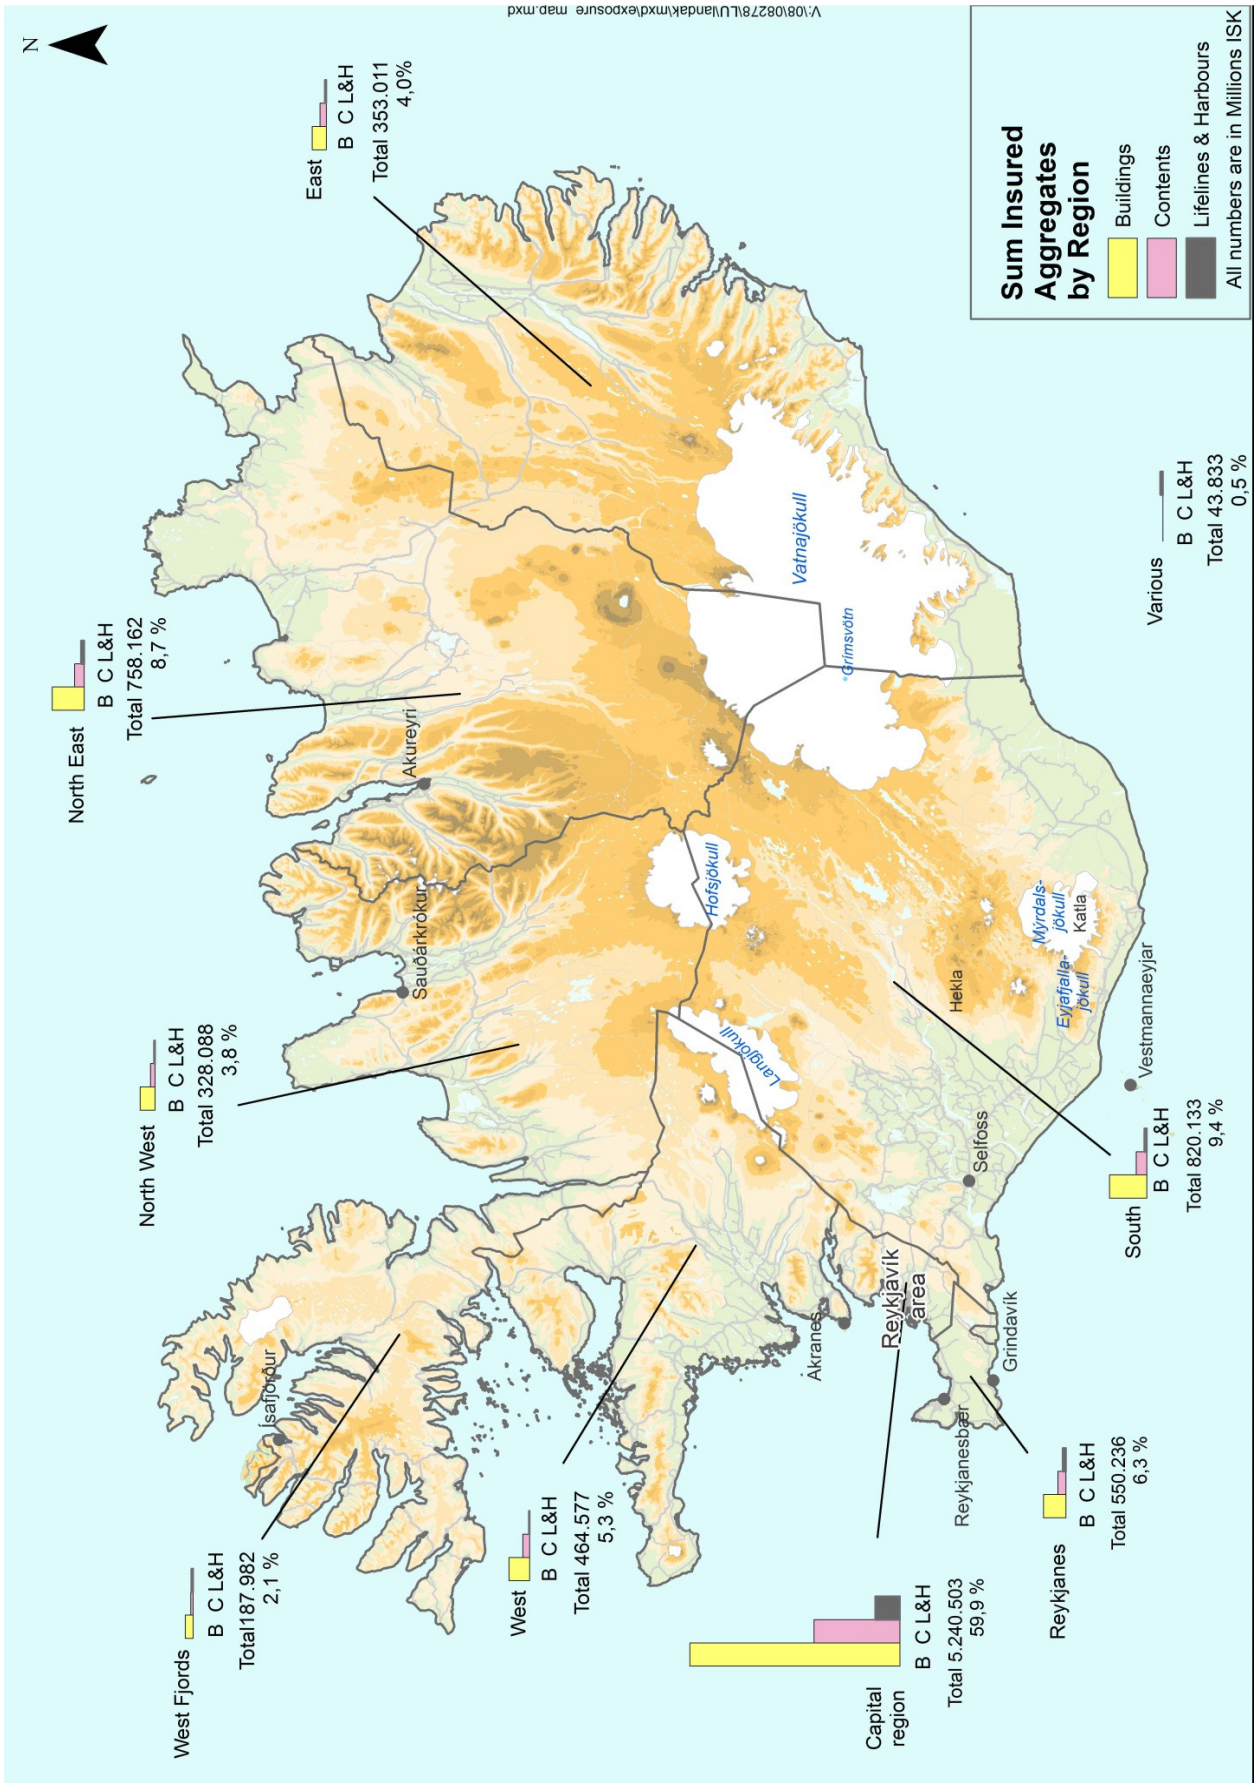 N
V:\08\08278\LU\landak\mxd\exposure_map.mxd
West Fjords
B C L&H
Total187.982
2,1 %
North West
B C L&H
Total 328.088
3,8 %
North East
B C L&H
Total 758.162
8,7 %
East
B C L&H
Total 353.011
4,0%
West
B C L&H
Total 464.577
5,3 %
Capital
region
B C L&H
Total 5.240.503
59,9 %
Reykjanes
B C L&H
Total 550.236
6,3 %
South
B C L&H
Total 820.133
9,4 %
Various
B C L&H
Total 43.833
0,5 %
Ísafjörður
Sauðárkrókur
Akureyri
Akranes
Reykjavík
area
Reykjanesbær
Grindavík
Selfoss
Vestmannaeyjar
Hekla
Langjökull
Hofsjökull
Vatnajökull
Grímsvötn
Myrdals-
jökull
Katla
Eyjafjalla-
jökull
Sum Insured
Aggregates
by Region
Buildings
Contents
Lifelines & Harbours
All numbers are in Millions ISK